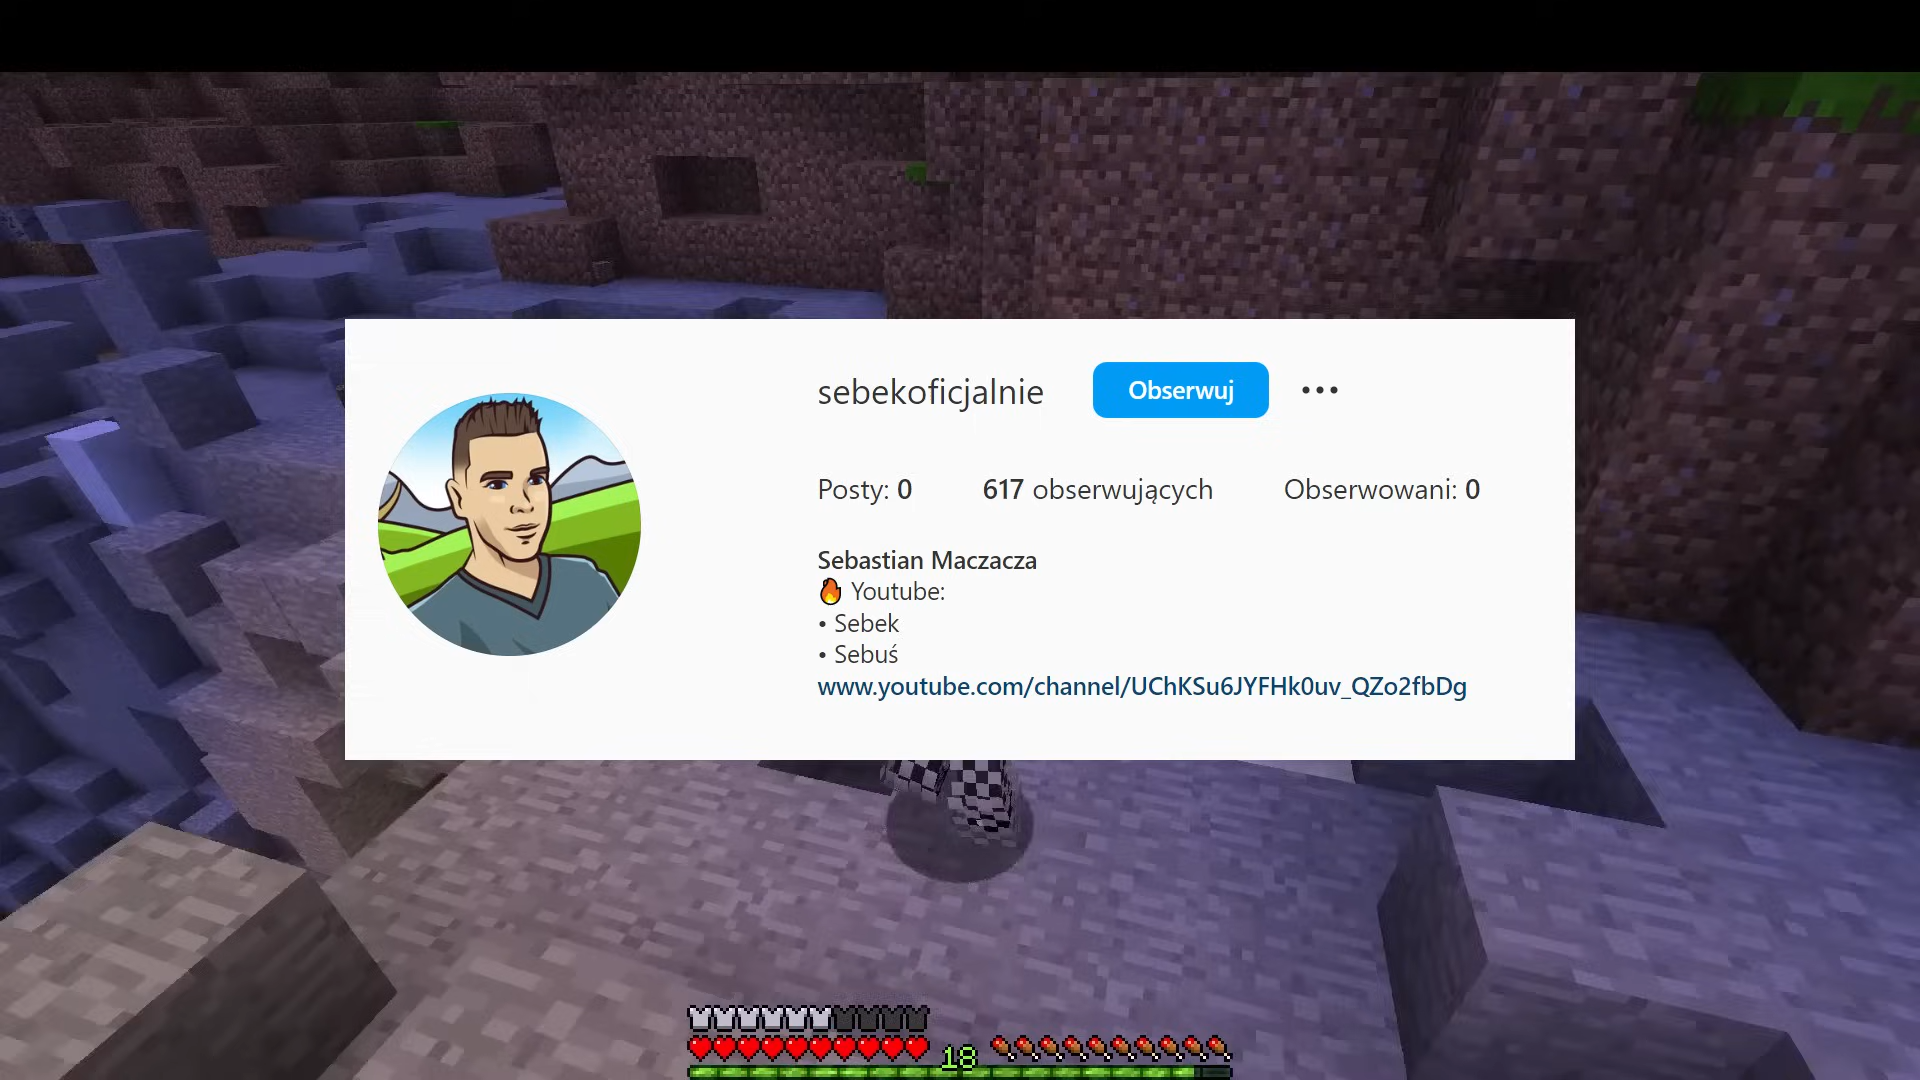 sebekoficjalnie Obserwuj
Posty: 0 617 obserwujących Obserwowani: 0
Sebastian Maczacza
🔥 Youtube:
• Sebek
• Sebuś
www.youtube.com/channel/UChKSu6JYFHk0uv_QZo2fbDg
18